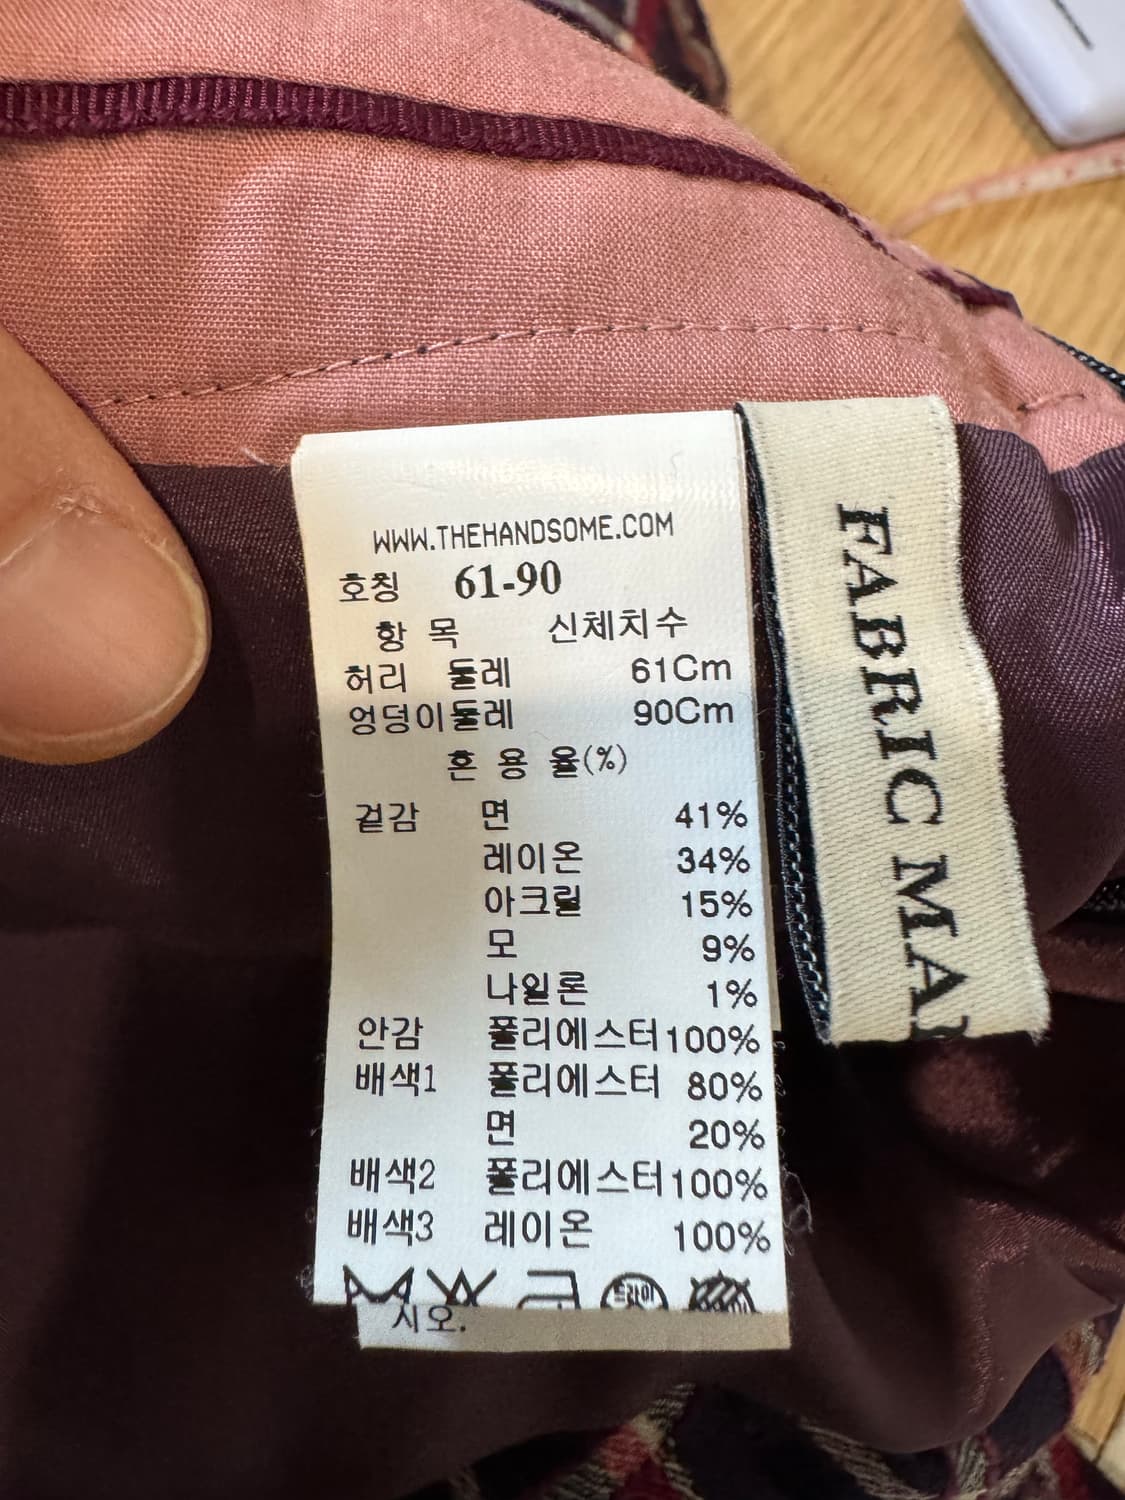 WWW.THEHANDSOME.COM
호칭 61-90
항 목 신체치수
허리 둘레 61Cm
엉덩이둘레 90Cm
혼 용 율(%)
겉감 면 41%
레이온 34%
아크릴 15%
모 9%
나일론 1%
안감 폴리에스터100%
배색1 폴리에스터 80%
면 20%
배색2 폴리에스터100%
배색3 레이온 100%
드라이
시오.
FABRIC MA